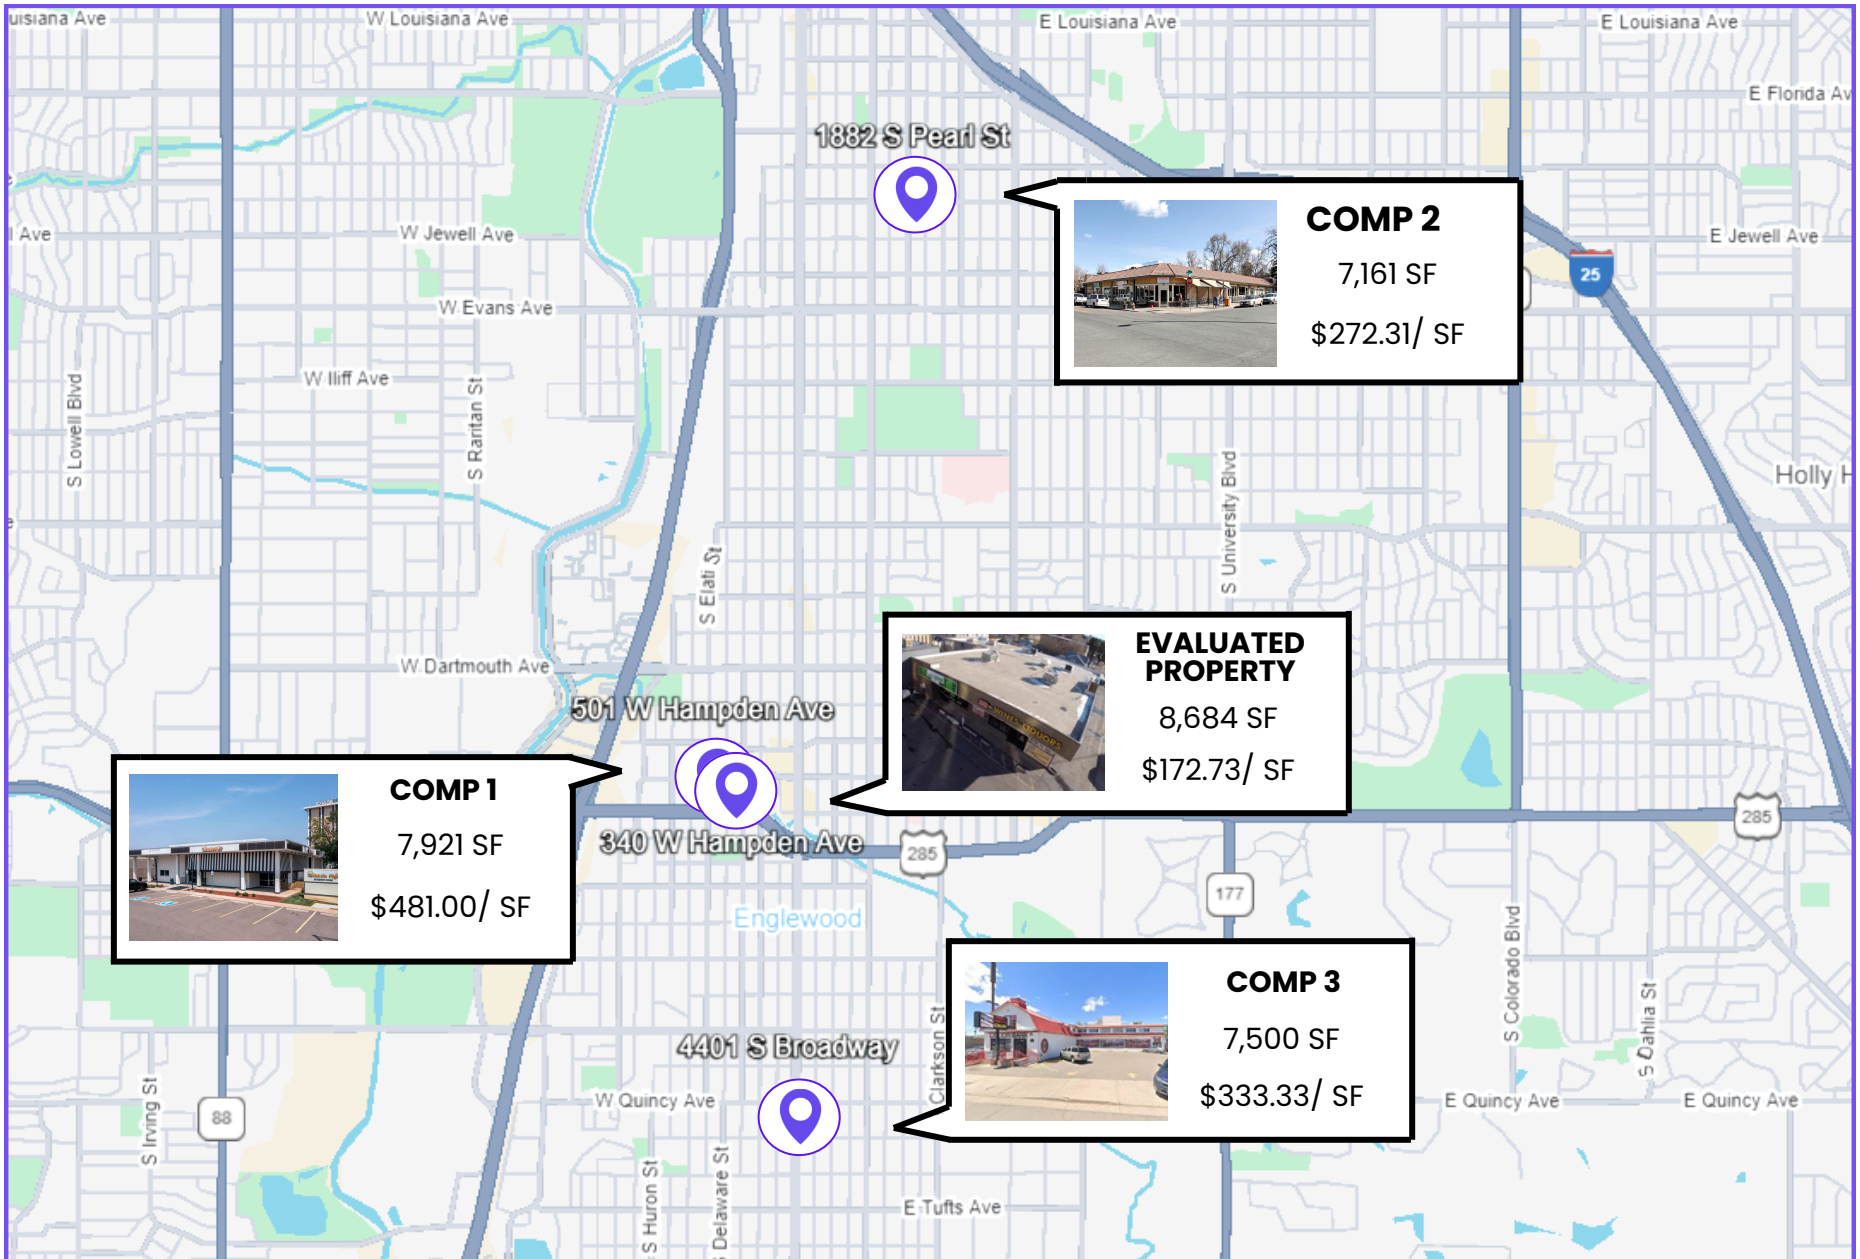 uisiana Ave
W Louisiana Ave
E Louisiana Ave
E Louisiana Ave
E Florida Av
1882 S Pearl St
l Ave
W Jewell Ave
E Jewell Ave
COMP 2
7,161 SF
$272.31/ SF
25
W Evans Ave
W Iliff Ave
S Lowell Blvd
S Raritan St
S University Blvd
Holly H
S Elati St
W Dartmouth Ave
501 W Hampden Ave
EVALUATED
PROPERTY
8,684 SF
$172.73/ SF
WINES LIQUORS
COMP 1
7,921 SF
$481.00/ SF
340 W Hampden Ave
285
285
177
Englewood
S Colorado Blvd
COMP 3
7,500 SF
$333.33/ SF
4401 S Broadway
Clarkson St
S Dahlia St
S Irving St
88
W Quincy Ave
E Quincy Ave
E Quincy Ave
S Huron St
S Delaware St
E Tufts Ave